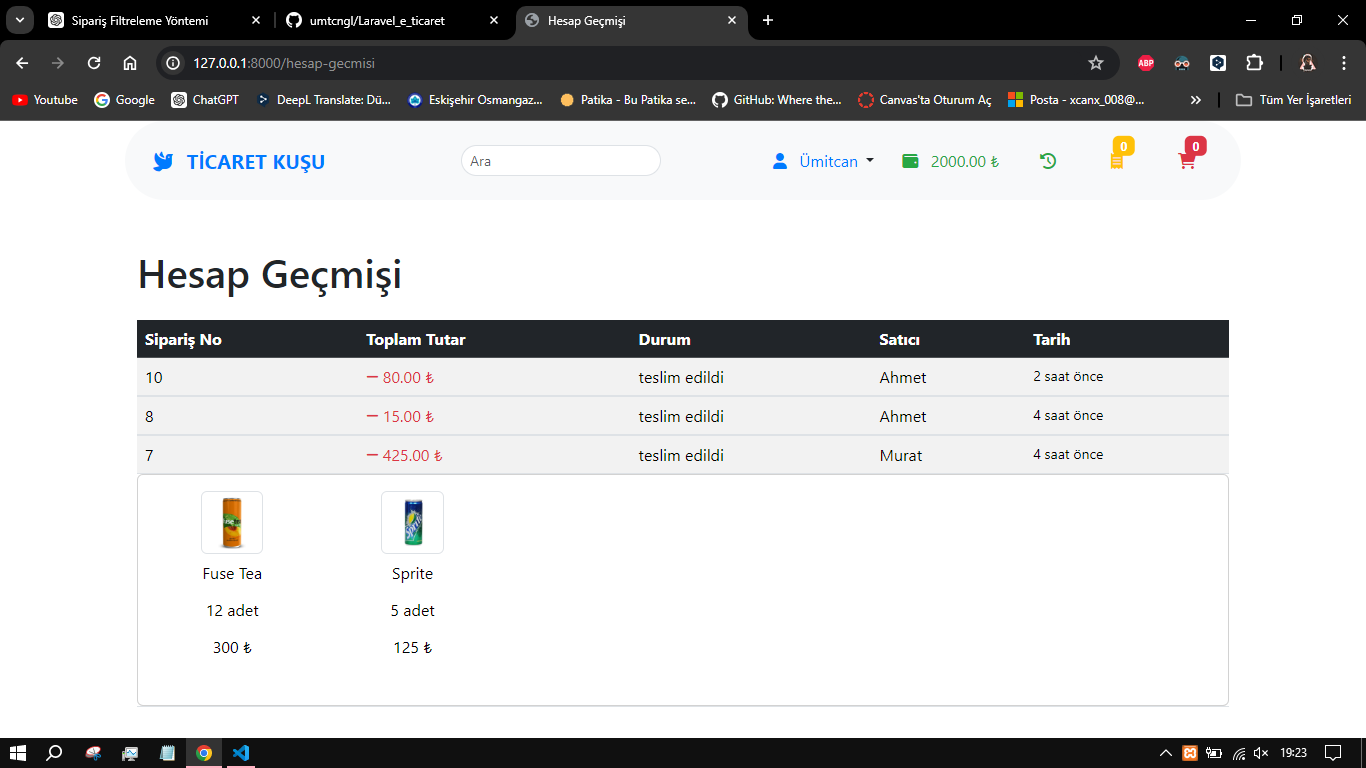 Sipariş Filtreleme Yöntemi
umtcngl/Laravel_e_ticaret
Hesap Geçmişi
127.0.0.1:8000/hesap-gecmisi
ABP
Youtube
Google
ChatGPT
DeepL Translate: Dü...
Eskişehir Osmangaz...
Patika - Bu Patika se...
GitHub: Where the...
Canvas'ta Oturum Aç
Posta - xcanx_008@...
Tüm Yer İşaretleri
TİCARET KUŞU
Ara
Ümitcan
2000.00 ₺
0
0
Hesap Geçmişi
Sipariş No Toplam Tutar Durum Satıcı Tarih
10 − 80.00 ₺ teslim edildi Ahmet 2 saat önce
8 − 15.00 ₺ teslim edildi Ahmet 4 saat önce
7 − 425.00 ₺ teslim edildi Murat 4 saat önce
Fuse Tea
12 adet
300 ₺
Sprite
5 adet
125 ₺
19:23